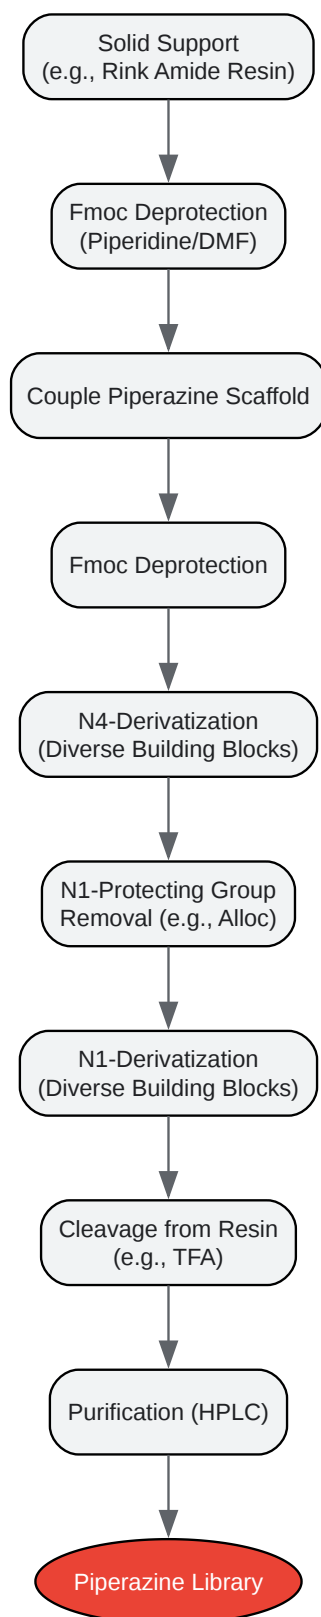 Solid Support
(e.g., Rink Amide Resin)
Fmoc Deprotection
(Piperidine/DMF)
Couple Piperazine Scaffold
Fmoc Deprotection
N4-Derivatization
(Diverse Building Blocks)
N1-Protecting Group
Removal (e.g., Alloc)
N1-Derivatization
(Diverse Building Blocks)
Cleavage from Resin
(e.g., TFA)
Purification (HPLC)
Piperazine Library